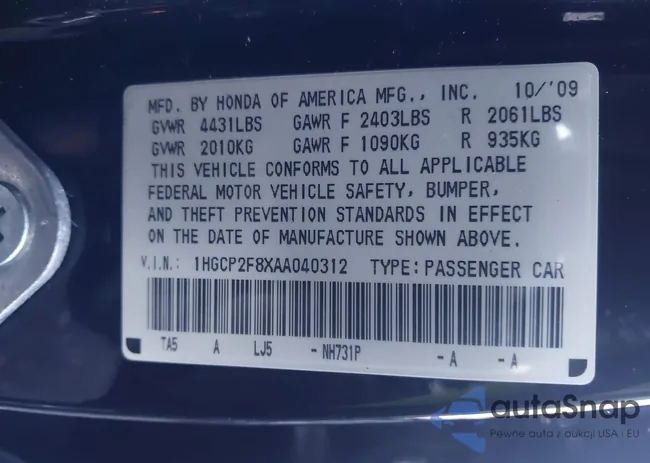 MFD. BY HONDA OF AMERICA MFG., INC. 10/'09
GVWR 4431LBS GAWR F 2403LBS R 2061LBS
GVWR 2010KG GAWR F 1090KG R 935KG
THIS VEHICLE CONFORMS TO ALL APPLICABLE
FEDERAL MOTOR VEHICLE SAFETY, BUMPER,
AND THEFT PREVENTION STANDARDS IN EFFECT
ON THE DATE OF MANUFACTURE SHOWN ABOVE.
V.I.N.: 1HGCP2F8XAA040312 TYPE: PASSENGER CAR
TA5 A LJ5 -NH731P -A -A
autoSnap
Pewne auta z aukcji USA i EU